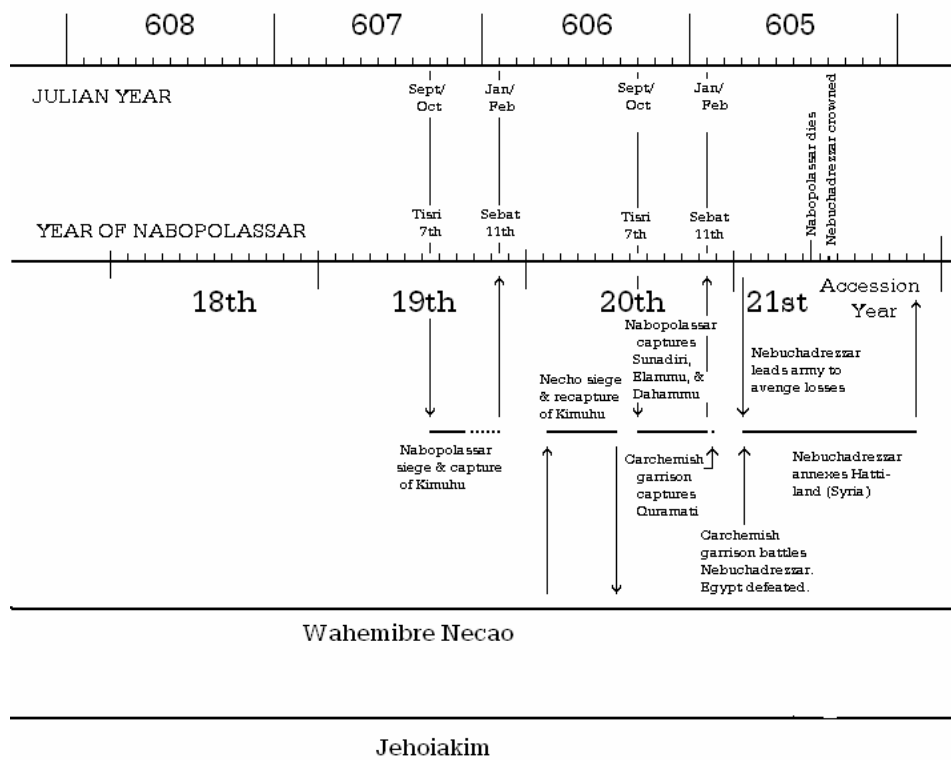 608 607 606 605
JULIAN YEAR
Sept/
Oct
Jan/
Feb
Sept/
Oct
Jan/
Feb
Nabopolassar dies
Nebuchadrezzar crowned
YEAR OF NABOPOLASSAR
Tisri
7th
Sebat
11th
Tisri
7th
Sebat
11th
18th 19th 20th 21st
Accession
Year
Nabopolassar
captures
Sunadiri,
Elammu, &
Dahammu
Nebuchadrezzar
leads army to
avenge losses
Necho siege
& recapture
of Kimuhu
Nabopolassar
siege & capture
of Kimuhu
Carchemish
garrison
captures
Quramati
Nebuchadrezzar
annexes Hatti-
land (Syria)
Carchemish
garrison battles
Nebuchadrezzar.
Egypt defeated.
Wahemibre Necao
Jehoiakim